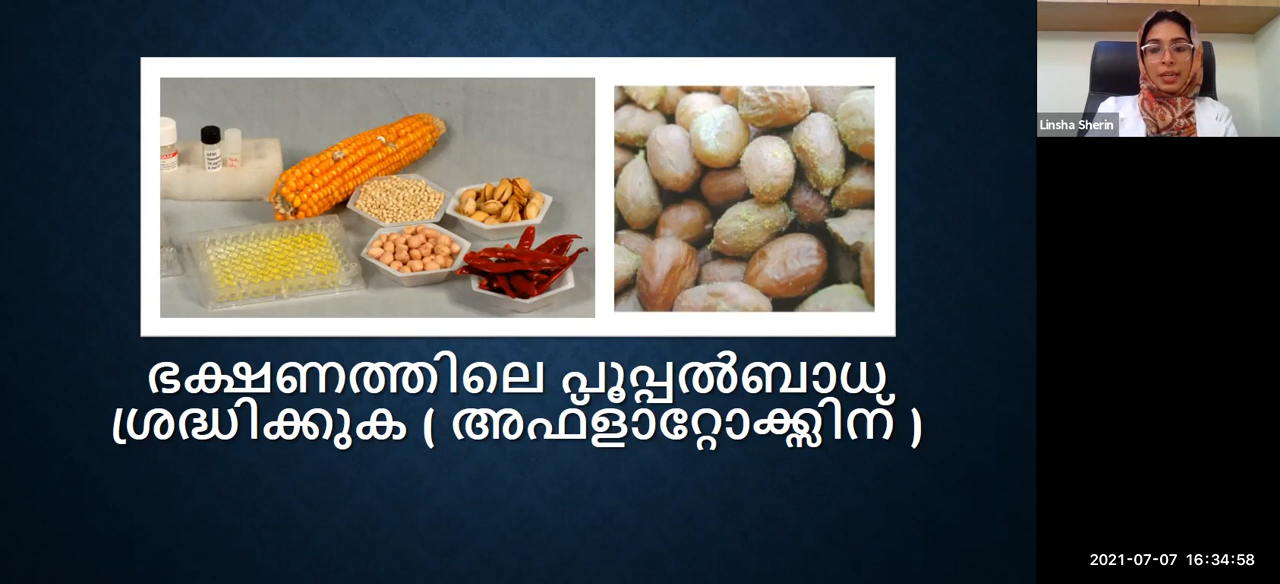 ഭക്ഷണത്തിലെ പൂപ്പൽബാധ
ശ്രദ്ധിക്കുക ( അഫ്ളാറ്റോക്സിന് )
Linsha Sherin
2021-07-07 16:34:58